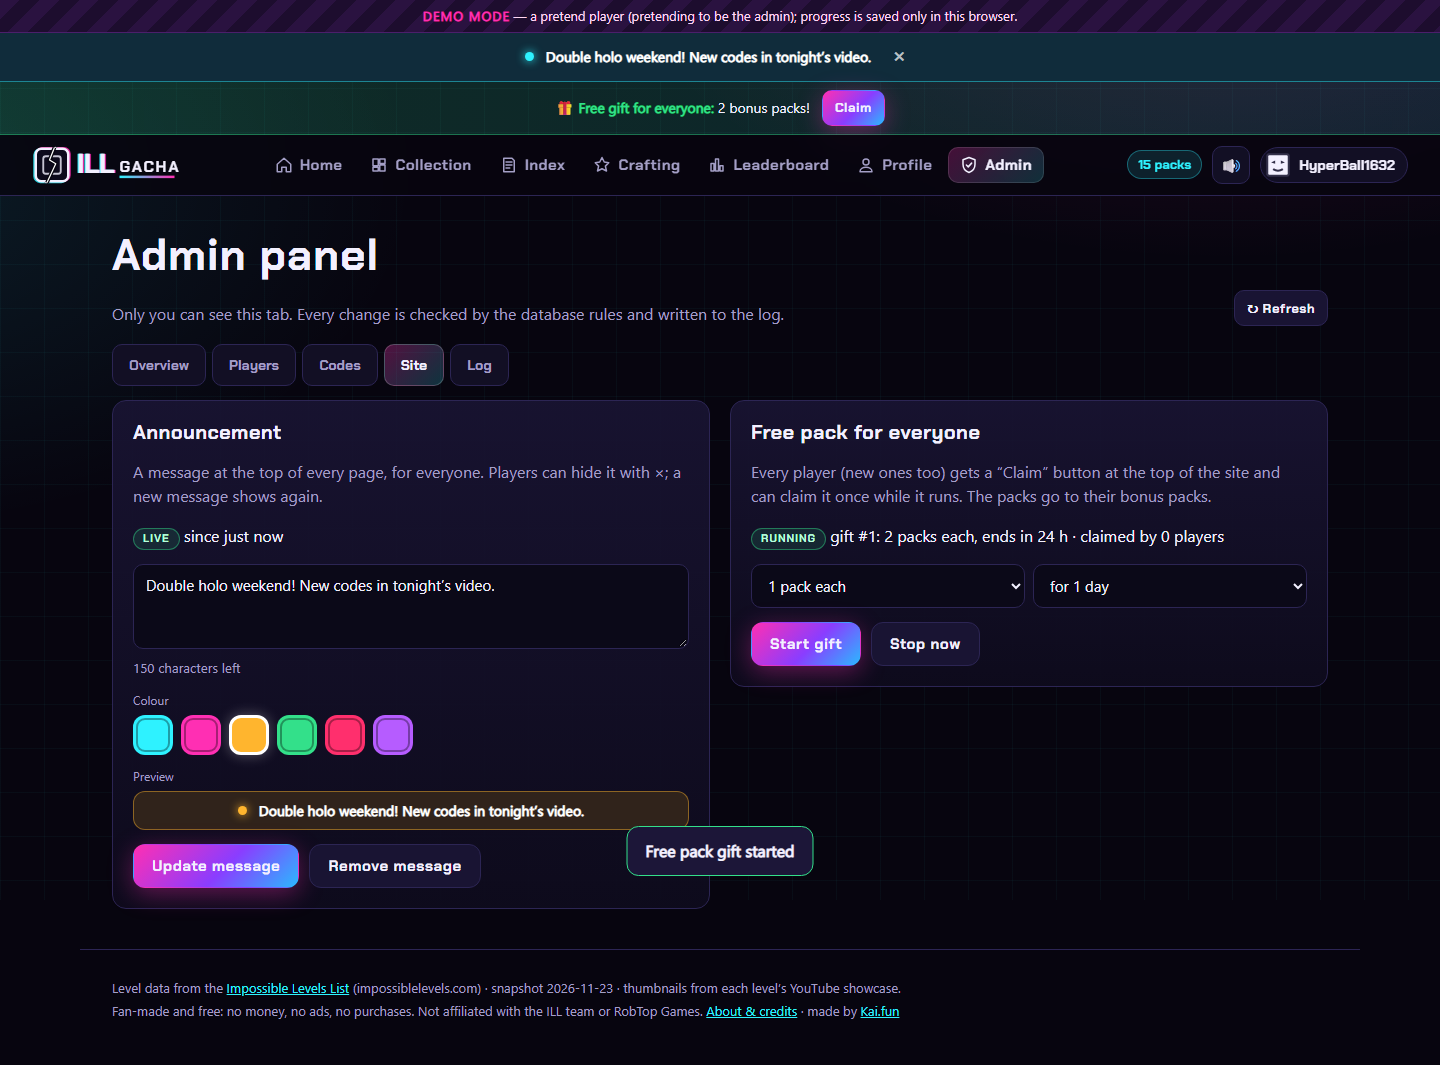 DEMO MODE — a pretend player (pretending to be the admin); progress is saved only in this browser.
Double holo weekend! New codes in tonight's video. ×
Free gift for everyone: 2 bonus packs! Claim
ILL GACHA Home Collection Index Crafting Leaderboard Profile Admin 15 packs HyperBall1632
Admin panel
Only you can see this tab. Every change is checked by the database rules and written to the log.
↻ Refresh
Overview Players Codes Site Log
Announcement
A message at the top of every page, for everyone. Players can hide it with ×; a
new message shows again.
LIVE since just now
Double holo weekend! New codes in tonight's video.
150 characters left
Colour
Preview
Double holo weekend! New codes in tonight's video.
Update message Remove message
Free pack for everyone
Every player (new ones too) gets a “Claim” button at the top of the site and
can claim it once while it runs. The packs go to their bonus packs.
RUNNING gift #1: 2 packs each, ends in 24 h · claimed by 0 players
1 pack each for 1 day
Start gift Stop now
Free pack gift started
Level data from the Impossible Levels List (impossiblelevels.com) · snapshot 2026-11-23 · thumbnails from each level's YouTube showcase.
Fan-made and free: no money, no ads, no purchases. Not affiliated with the ILL team or RobTop Games. About & credits · made by Kai.fun